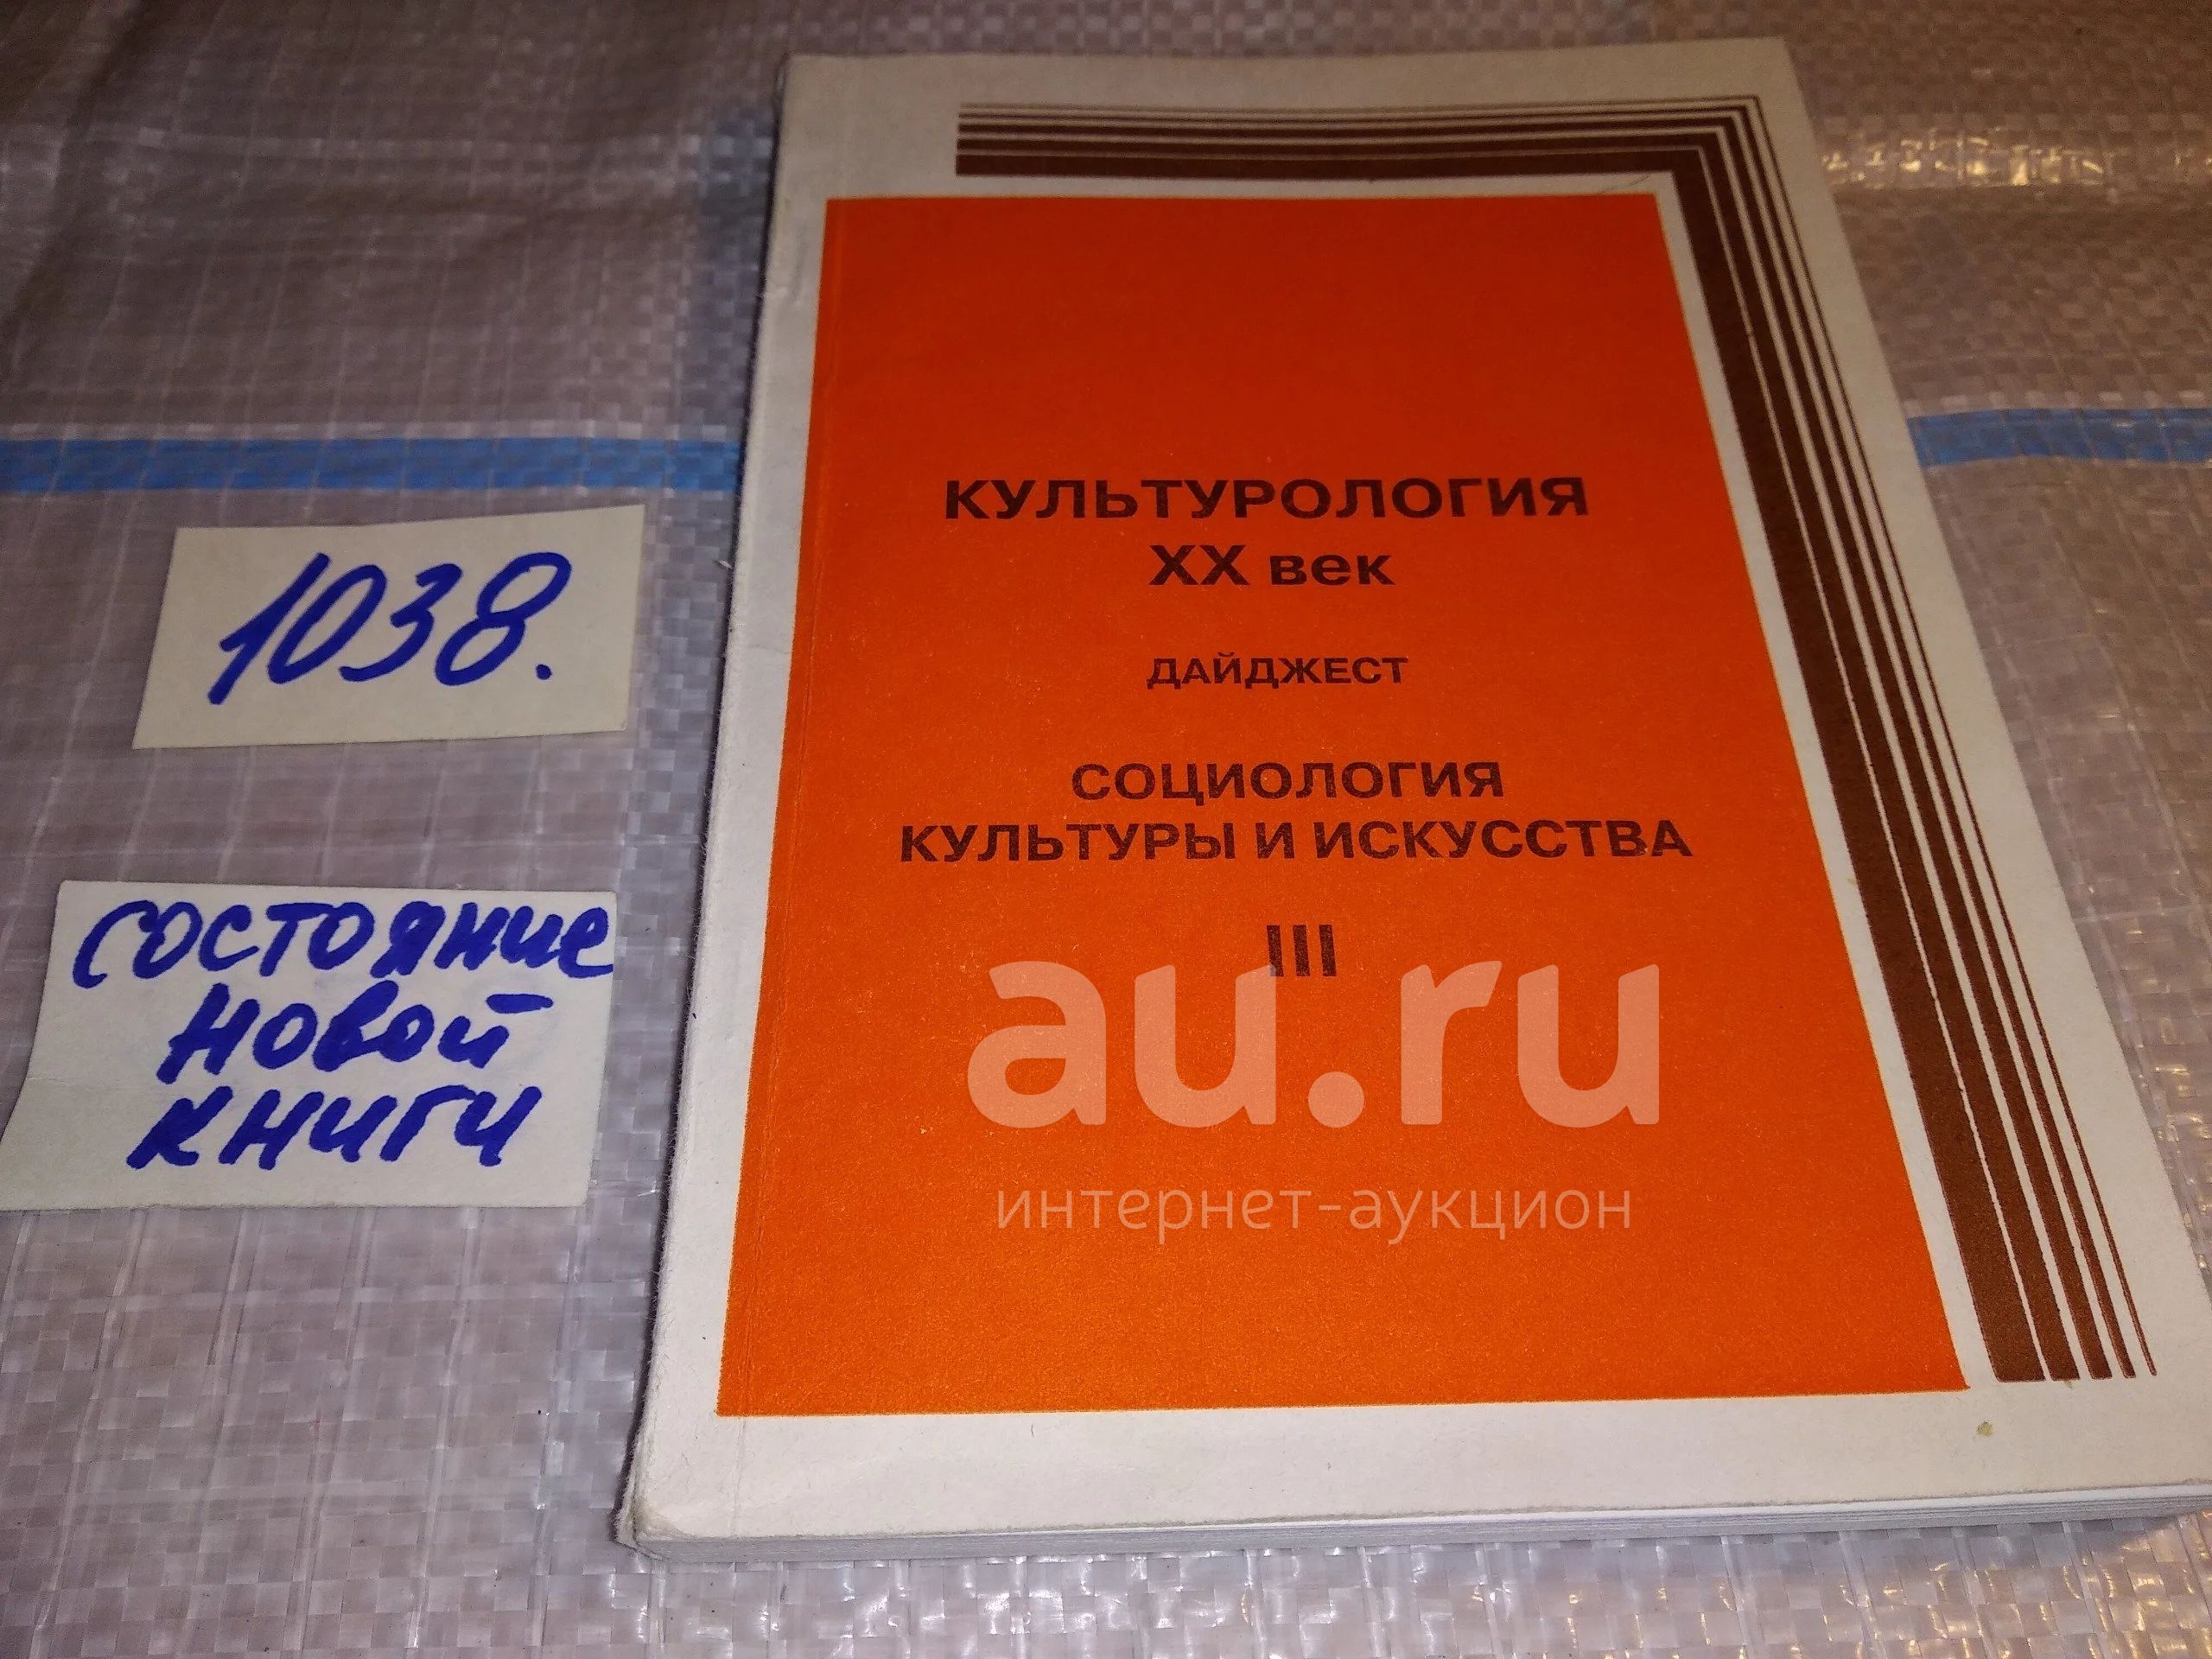 1038.
состояние
новой
книги
КУЛЬТУРОЛОГИЯ
XX век
ДАЙДЖЕСТ
СОЦИОЛОГИЯ
КУЛЬТУРЫ И ИСКУССТВА
III
au.ru
интернет-аукцион